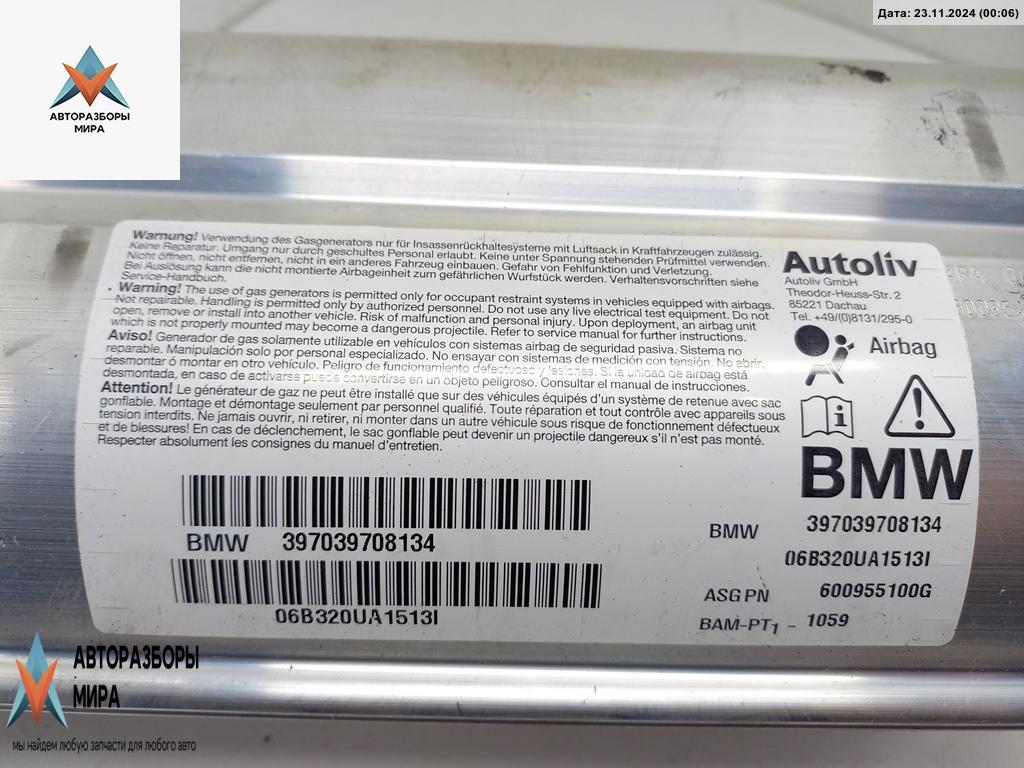 Дата: 23.11.2024 (00:06)
АВТОРАЗБОРЫ
МИРА
Warnung! Verwendung des Gasgenerators nur für Insassenrückhaltesysteme mit Luftsack in Kraftfahrzeugen zulässig.
Keine Reparatur. Umgang nur durch geschultes Personal erlaubt. Keine unter Spannung stehenden Prüfmittel verwenden.
Nicht öffnen, nicht entfernen, nicht in ein anderes Fahrzeug einbauen. Gefahr von Fehlfunktion und Verletzung.
Bei Auslösung kann die nicht montierte Airbageinheit zum gefährlichen Wurfstück werden. Verhaltensvorschriften siehe
Service-Handbuch.
Warning! The use of gas generators is permitted only for occupant restraint systems in vehicles equipped with airbags.
Not repairable. Handling is permitted only by authorized personnel. Do not use any live electrical test equipment. Do not
open, remove or install into another vehicle. Risk of malfunction and personal injury. Upon deployment, an airbag unit
which is not properly mounted may become a dangerous projectile. Refer to service manual for further instructions.
Aviso! Generador de gas solamente utilizable en vehículos con sistemas airbag de seguridad pasiva. Sistema no
reparable. Manipulación solo por personal especializado. No ensayar con sistemas de medición con tensión. No abrir,
desmontar ó montar en otro vehículo. Peligro de funcionamiento defectuoso y lesiones. Si la unidad de airbag está
desmontada, en caso de activarse puede convertirse en un objeto peligroso. Consultar el manual de instrucciones.
Attention! Le générateur de gaz ne peut être installé que sur des véhicules équipés d'un système de retenue avec sac
gonflable. Montage et démontage seulement par personnel qualifié. Toute réparation et tout contrôle avec appareils sous
tension interdits. Ne jamais ouvrir, ni retirer, ni monter dans un autre véhicule sous risque de fonctionnement défectueux
et de blessures! En cas de déclenchement, le sac gonflable peut devenir un projectile dangereux s'il n'est pas monté.
Respecter absolument les consignes du manuel d'entretien.
Autoliv
Autoliv GmbH
Theodor-Heuss-Str. 2
85221 Dachau
Tel. +49/(0)8131/295-0
Airbag
BMW
BMW 397039708134
06B320UA1513I
BMW 397039708134
06B320UA1513I
ASG PN 600955100G
BAM-PT1 - 1059
АВТОРАЗБОРЫ
МИРА
мы найдем любую запчасти для любого авто